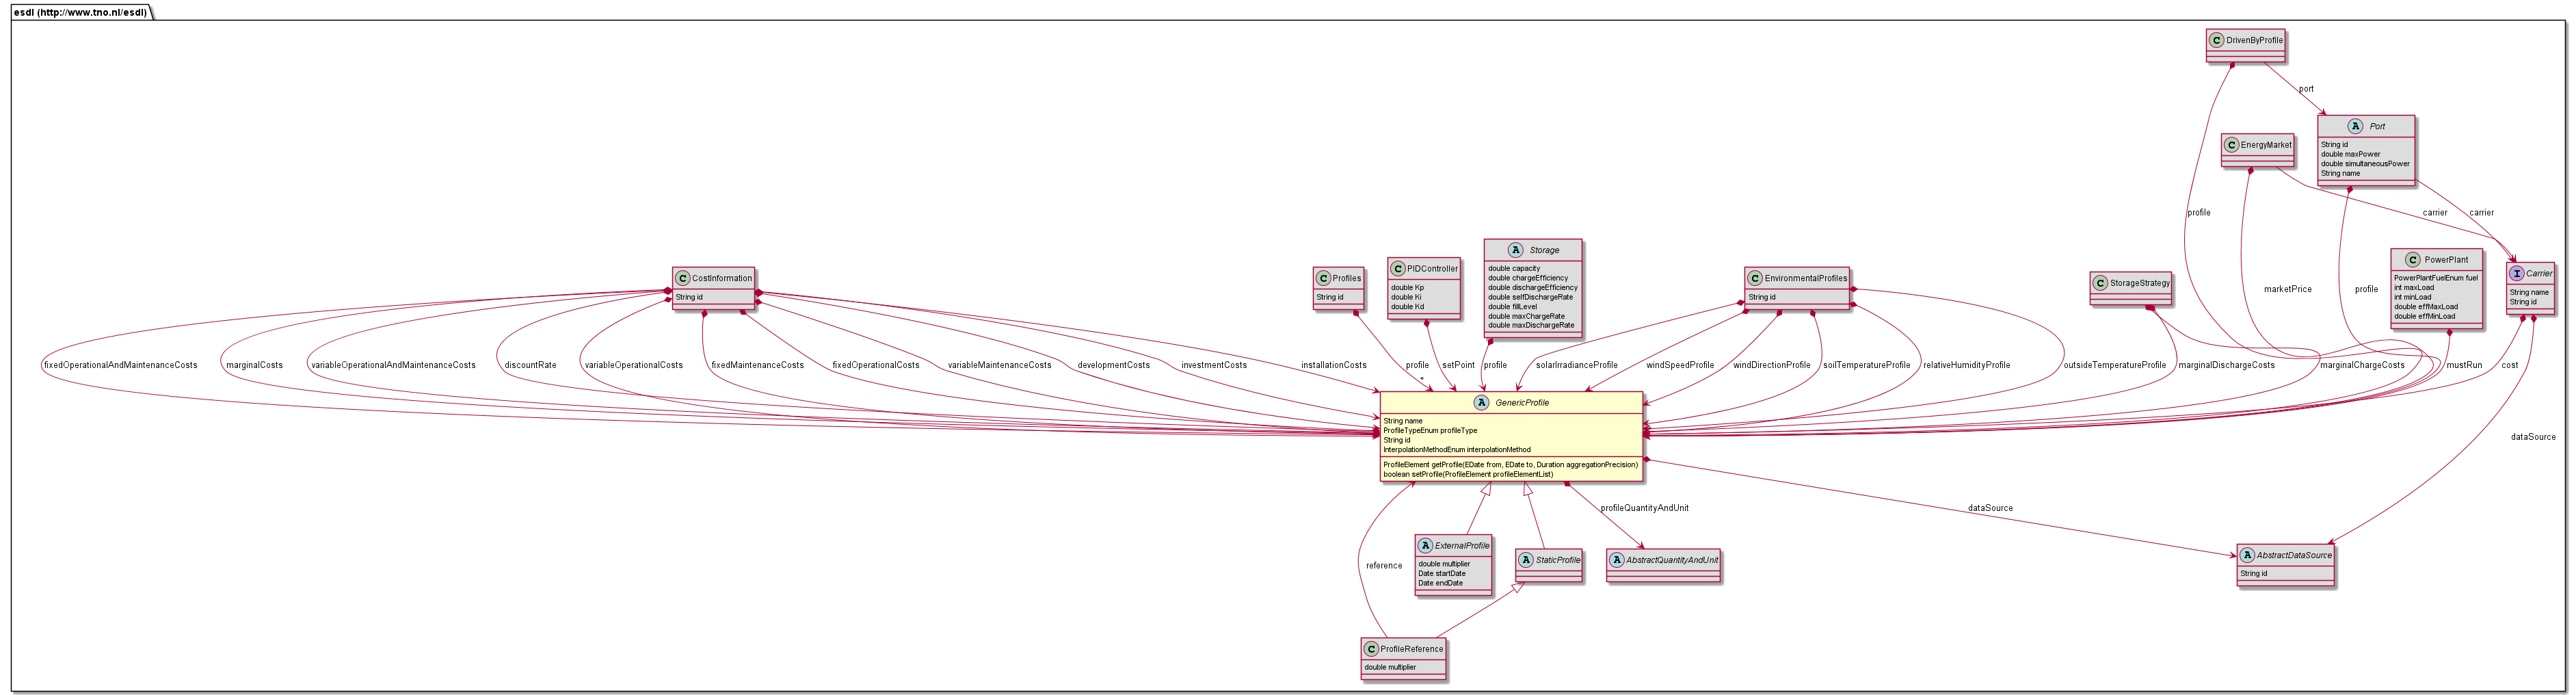 esdl (http://www.tno.nl/esdl)
C DrivenByProfile
port
A Port
String id
double maxPower
double simultaneousPower
String name
C EnergyMarket
profile
carrier
carrier
A Storage
double capacity
double chargeEfficiency
double dischargeEfficiency
double selfDischargeRate
double fillLevel
double maxChargeRate
double maxDischargeRate
C CostInformation
String id
C Profiles
String id
C PIDController
double Kp
double Ki
double Kd
C EnvironmentalProfiles
String id
C StorageStrategy
marketPrice
profile
C PowerPlant
PowerPlantFuelEnum fuel
int maxLoad
int minLoad
double effMaxLoad
double effMinLoad
I Carrier
String name
String id
fixedOperationalAndMaintenanceCosts
marginalCosts
variableOperationalAndMaintenanceCosts
discountRate
variableOperationalCosts
fixedMaintenanceCosts
fixedOperationalCosts
variableMaintenanceCosts
developmentCosts
investmentCosts
installationCosts
profile
*
setPoint
profile
solarIrradianceProfile
windSpeedProfile
windDirectionProfile
soilTemperatureProfile
relativeHumidityProfile
outsideTemperatureProfile
marginalDischargeCosts
marginalChargeCosts
mustRun
cost
A GenericProfile
String name
ProfileTypeEnum profileType
String id
InterpolationMethodEnum interpolationMethod
ProfileElement getProfile(EDate from, EDate to, Duration aggregationPrecision)
boolean setProfile(ProfileElement profileElementList)
dataSource
profileQuantityAndUnit
dataSource
reference
A ExternalProfile
double multiplier
Date startDate
Date endDate
A StaticProfile
A AbstractQuantityAndUnit
A AbstractDataSource
String id
C ProfileReference
double multiplier